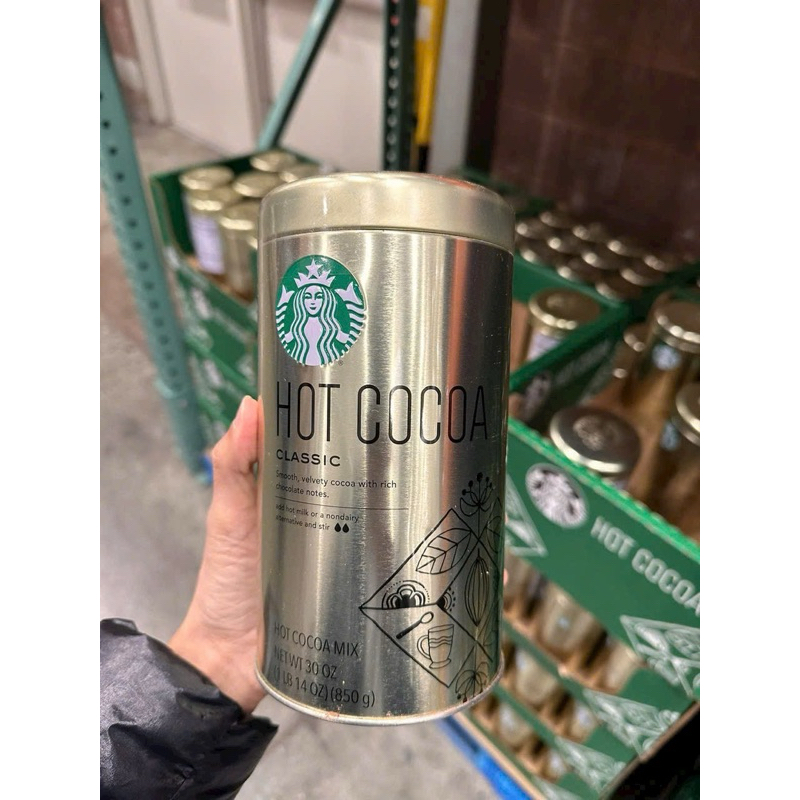 HOT COCOA
CLASSIC
Smooth, velvety cocoa with rich
chocolate notes.
Add hot milk or a nondairy
alternative and stir
HOT COCOA MIX
NET WT 30 OZ
(1 LB 14 OZ) (850 g)
HOT COCOA